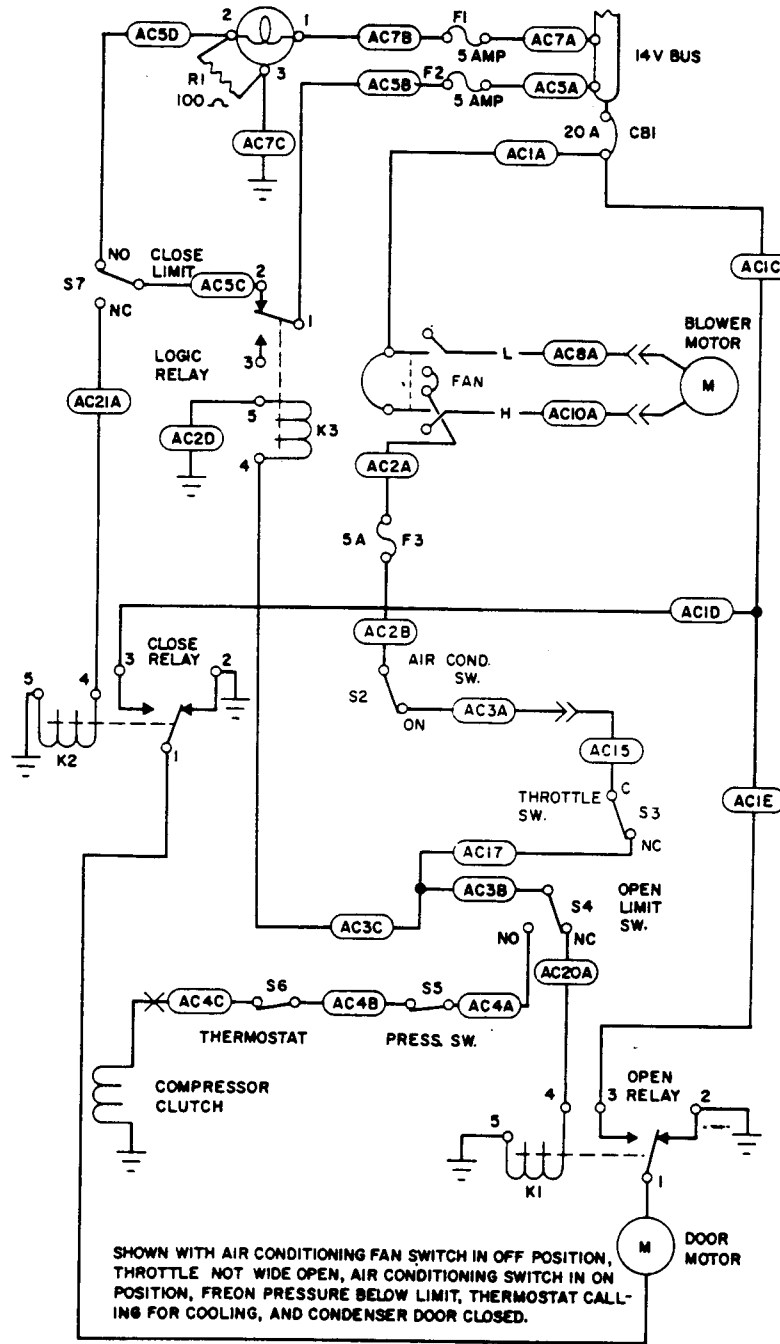 AC5D
2
1
AC7B
F1
5 AMP
AC7A
14V BUS
R1
100
3
AC5B
F2
5 AMP
AC5A
AC7C
20A
CB1
AC1A
NO
CLOSE
LIMIT
S7
AC5C
2
AC1C
NC
1
BLOWER
MOTOR
LOGIC
RELAY
3
L
AC8A
M
FAN
AC21A
5
H
AC10A
AC2D
K3
4
AC2A
5A
F3
AC1D
AC2B
3
CLOSE
RELAY
2
AIR COND.
SW.
5
4
S2
ON
AC3A
K2
1
AC15
THROTTLE
SW.
C
S3
NC
AC1E
AC17
AC3B
S4
OPEN
LIMIT
SW.
AC3C
NO
NC
AC20A
AC4C
S6
AC4B
S5
AC4A
THERMOSTAT
PRESS. SW.
COMPRESSOR
CLUTCH
4
3
OPEN
RELAY
2
5
K1
1
M
DOOR
MOTOR
SHOWN WITH AIR CONDITIONING FAN SWITCH IN OFF POSITION,
THROTTLE NOT WIDE OPEN, AIR CONDITIONING SWITCH IN ON
POSITION, FREON PRESSURE BELOW LIMIT, THERMOSTAT CALL-
ING FOR COOLING, AND CONDENSER DOOR CLOSED.